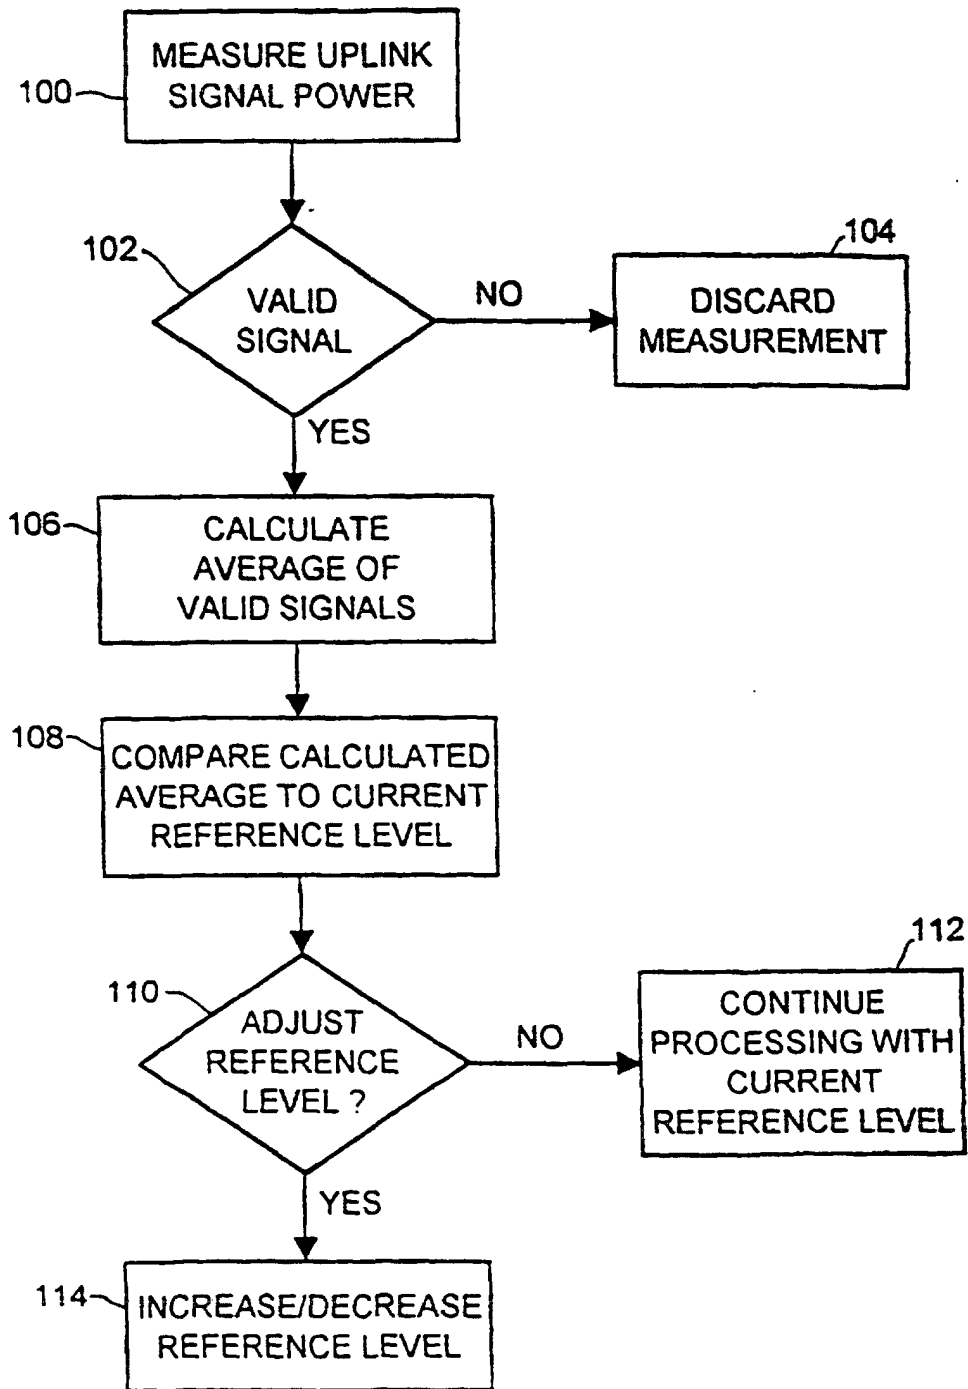 MEASURE UPLINK
SIGNAL POWER
100
102
VALID
SIGNAL
NO
104
DISCARD
MEASUREMENT
YES
106
CALCULATE
AVERAGE OF
VALID SIGNALS
108
COMPARE CALCULATED
AVERAGE TO CURRENT
REFERENCE LEVEL
110
ADJUST
REFERENCE
LEVEL ?
NO
112
CONTINUE
PROCESSING WITH
CURRENT
REFERENCE LEVEL
YES
114
INCREASE/DECREASE
REFERENCE LEVEL